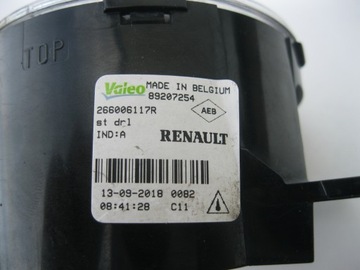 TOP
Valeo MADE IN BELGIUM
89207254
266006117R
AEB
st drl
IND:A RENAULT
13-09-2018 0082
08:41:28 C11